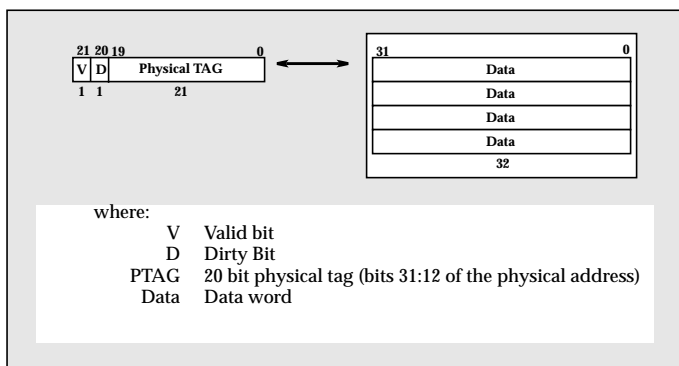 21 20 19 0
V D Physical TAG
1 1 21
31 0
Data
Data
Data
Data
32
where:
V Valid bit
D Dirty Bit
PTAG 20 bit physical tag (bits 31:12 of the physical address)
Data Data word